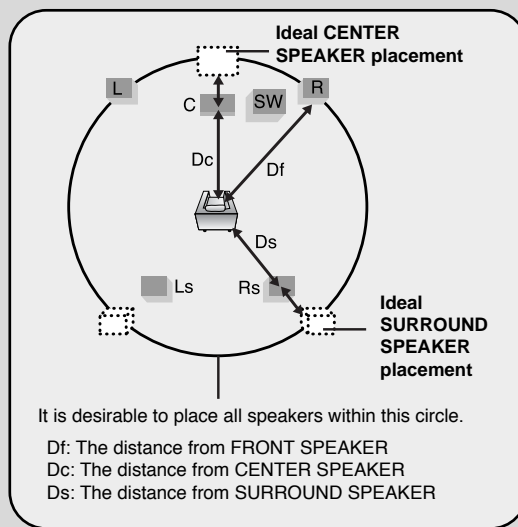 Ideal CENTER
SPEAKER placement
L
C
SW
R
Dc
Df
Ds
Ls
Rs
Ideal
SURROUND
SPEAKER
placement
It is desirable to place all speakers within this circle.
Df: The distance from FRONT SPEAKER
Dc: The distance from CENTER SPEAKER
Ds: The distance from SURROUND SPEAKER